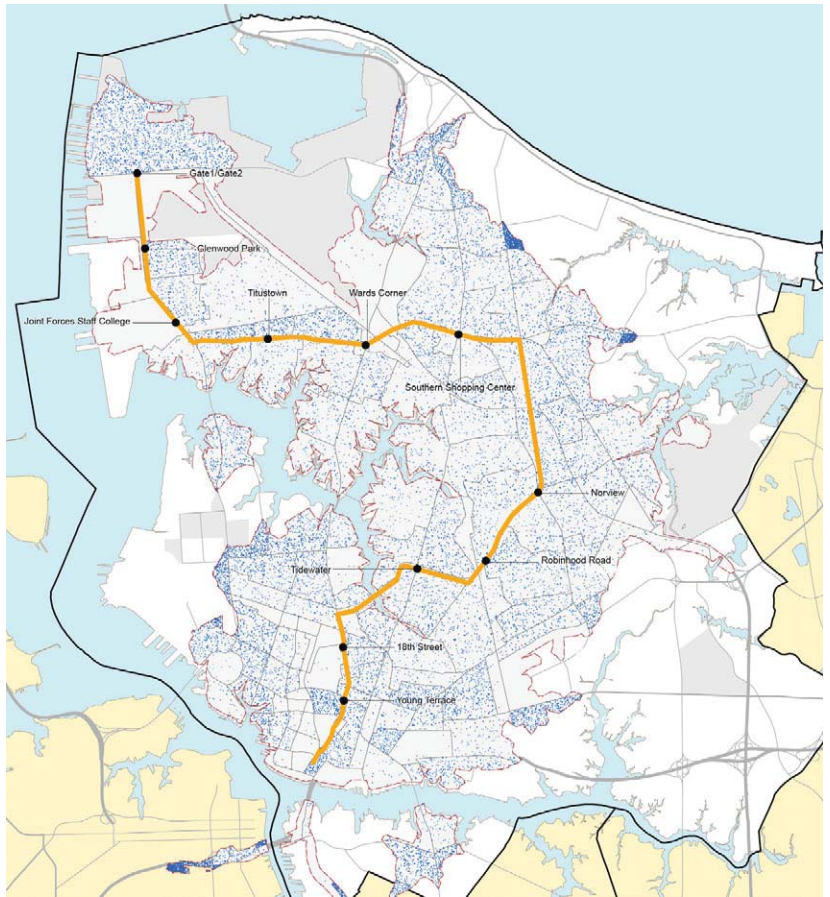 Gate1/Gate2
Glenwood Park
Titustown
Wards Corner
Joint Forces Staff College
Southern Shopping Center
Norview
Robinhood Road
Tidewater
18th Street
Young Terrace